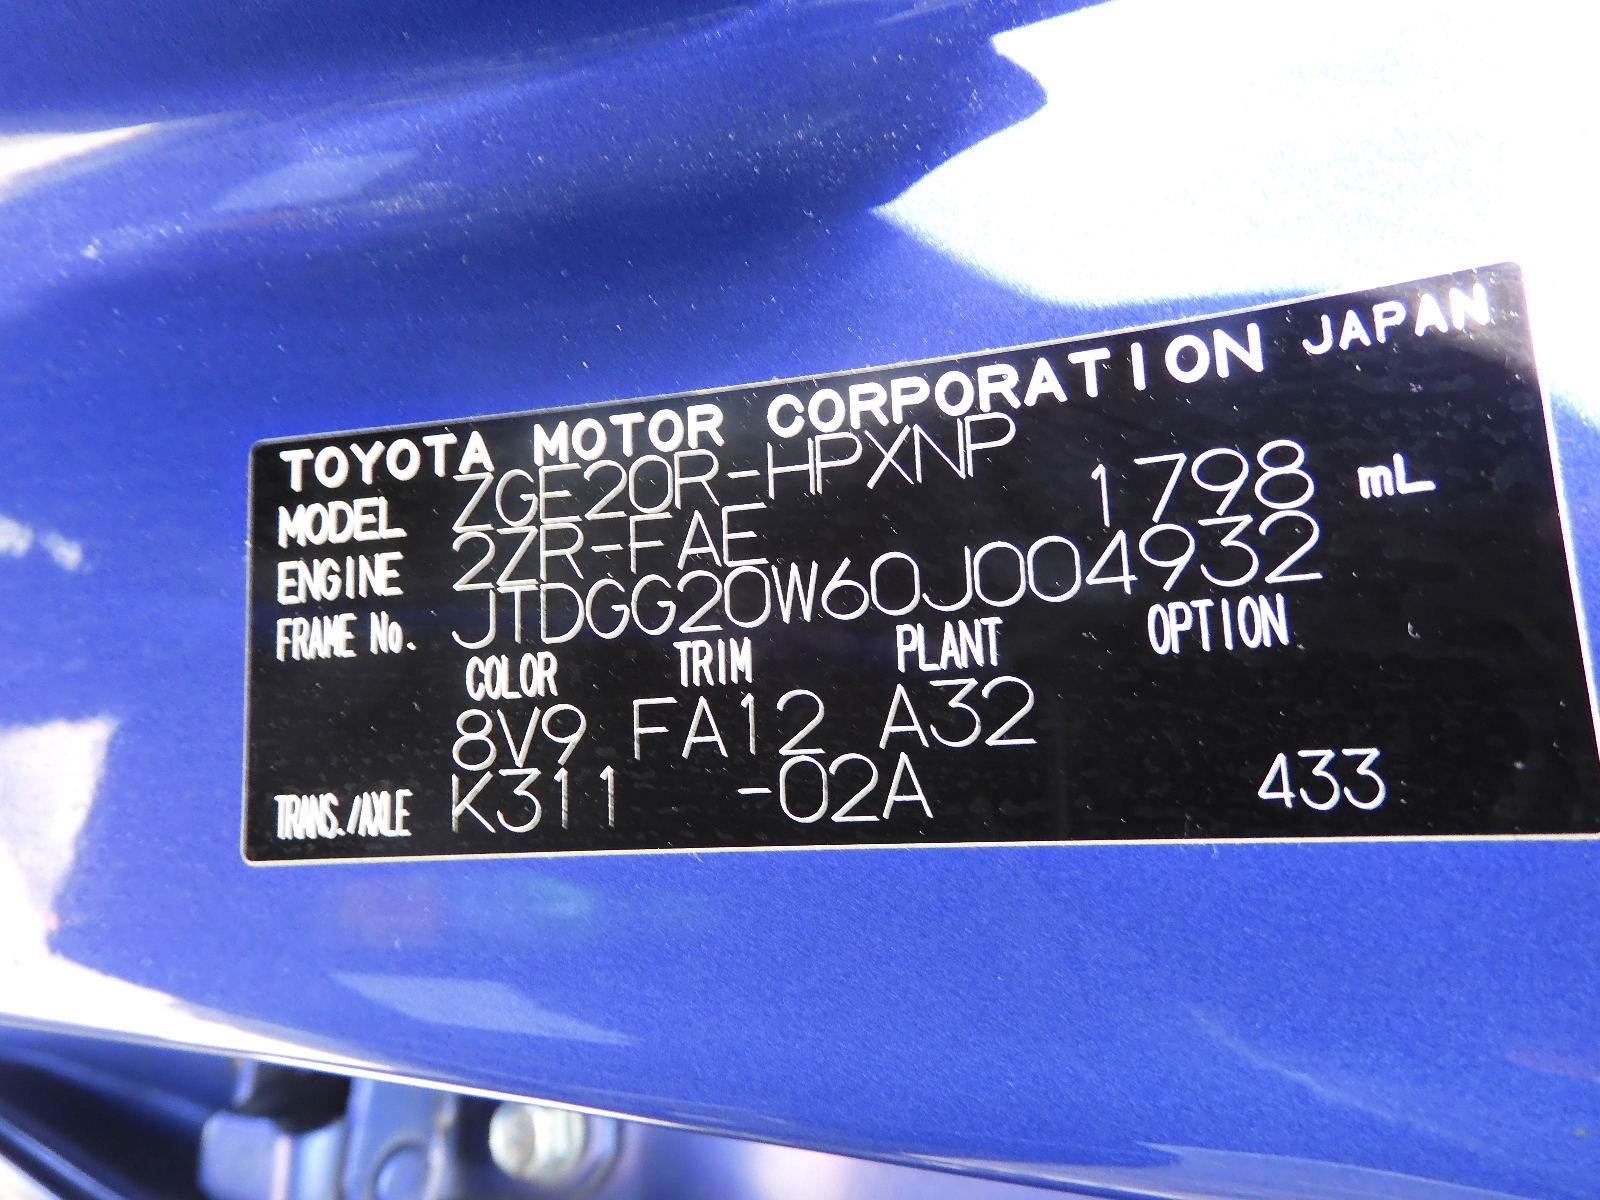 TOYOTA MOTOR CORPORATION JAPAN
MODEL ZGE20R-HPXNP
ENGINE 2ZR-FAE 1798 mL
FRAME No. JTDGG20W60J004932
COLOR TRIM PLANT OPTION
8V9 FA12 A32
TRANS./AXLE K311 -02A 433